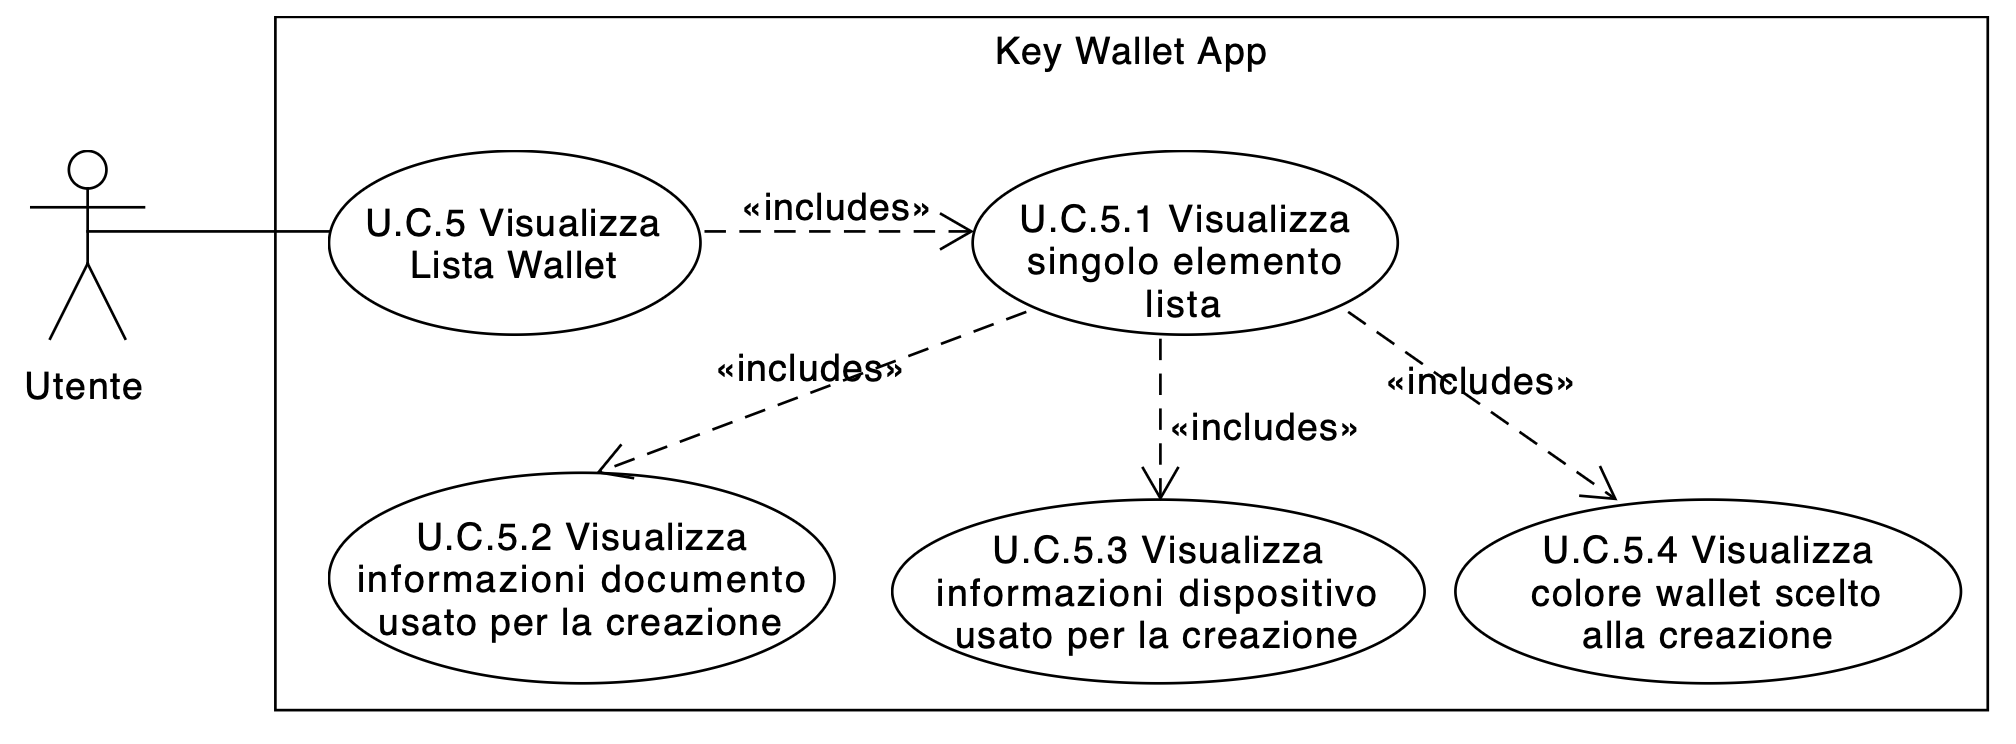 Key Wallet App
Utente
U.C.5 Visualizza
Lista Wallet
«includes»
U.C.5.1 Visualizza
singolo elemento
lista
«includes»
«includes»
«includes»
U.C.5.2 Visualizza
informazioni documento
usato per la creazione
U.C.5.3 Visualizza
informazioni dispositivo
usato per la creazione
U.C.5.4 Visualizza
colore wallet scelto
alla creazione